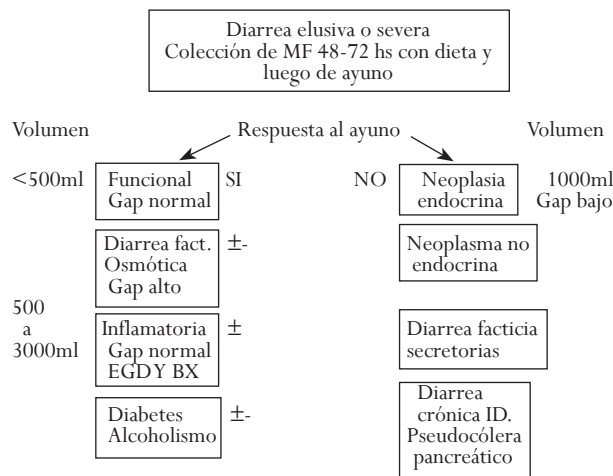 Diarrea elusiva o severa
Colección de MF 48-72 hs con dieta y
luego de ayuno
Volumen
Respuesta al ayuno
Volumen
<500ml
Funcional
Gap normal
SI
NO
Neoplasia
endocrina
1000ml
Gap bajo
Diarrea fact.
Osmótica
Gap alto
±-
Neoplasma no
endocrina
500
a
3000ml
Inflamatoria
Gap normal
EGDY BX
±
Diarrea facticia
secretorias
Diabetes
Alcoholismo
±-
Diarrea
crónica ID.
Pseudocólera
pancreático